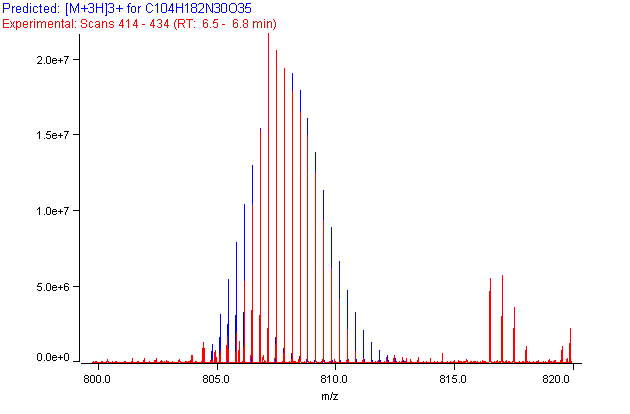 Predicted: [M+3H]3+ for C104H182N30O35
Experimental: Scans 414 - 434 (RT: 6.5 - 6.8 min)
2.0e+7
1.5e+7
1.0e+7
5.0e+6
0.0e+0
800.0 805.0 810.0 815.0 820.0
m/z